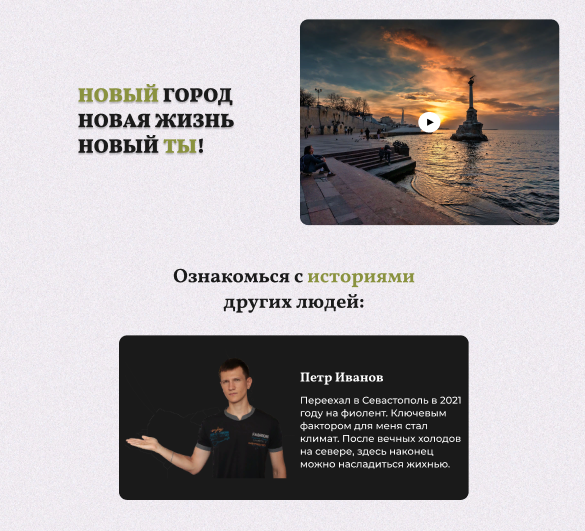 НОВЫЙ ГОРОД
НОВАЯ ЖИЗНЬ
НОВЫЙ ТЫ!
Ознакомься с историями
других людей:
Петр Иванов
Переехал в Севастополь в 2021
году на фиолент. Ключевым
фактором для меня стал
климат. После вечных холодов
на севере, здесь наконец
можно насладиться жихнью.